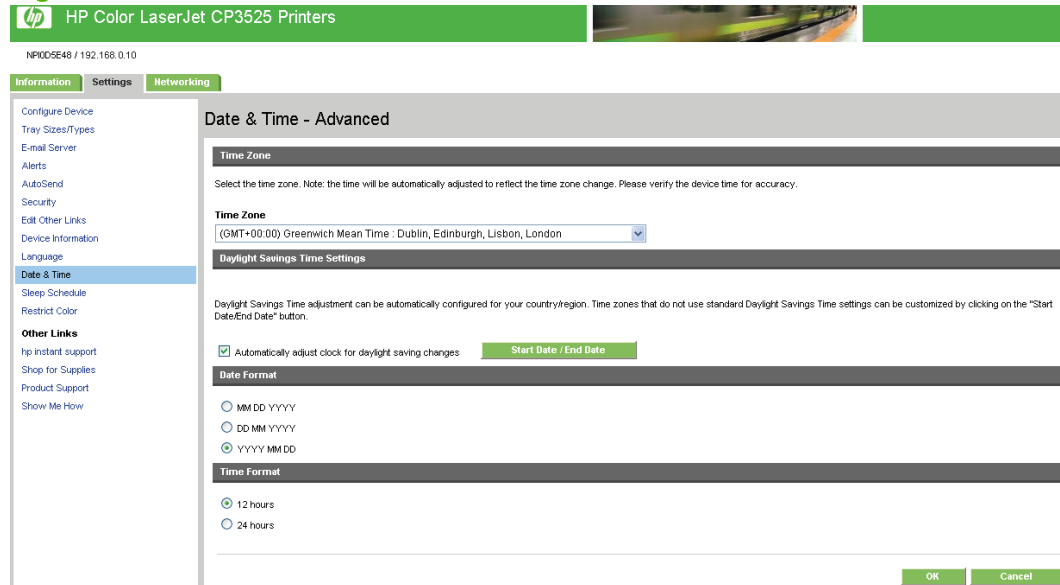 hp HP Color LaserJet CP3525 Printers
NPI0D5E48 / 192.168.0.10
Information Settings Networking
Configure Device
Tray Sizes/Types
E-mail Server
Alerts
AutoSend
Security
Edit Other Links
Device Information
Language
Date & Time
Sleep Schedule
Restrict Color
Other Links
hp instant support
Shop for Supplies
Product Support
Show Me How
Date & Time - Advanced
Time Zone
Select the time zone. Note: the time will be automatically adjusted to reflect the time zone change. Please verify the device time for accuracy.
Time Zone
(GMT+00:00) Greenwich Mean Time : Dublin, Edinburgh, Lisbon, London
Daylight Savings Time Settings
Daylight Savings Time adjustment can be automatically configured for your country/region. Time zones that do not use standard Daylight Savings Time settings can be customized by clicking on the "Start
Date/End Date" button.
Automatically adjust clock for daylight saving changes Start Date / End Date
Date Format
MM DD YYYY
DD MM YYYY
YYYY MM DD
Time Format
12 hours
24 hours
OK Cancel